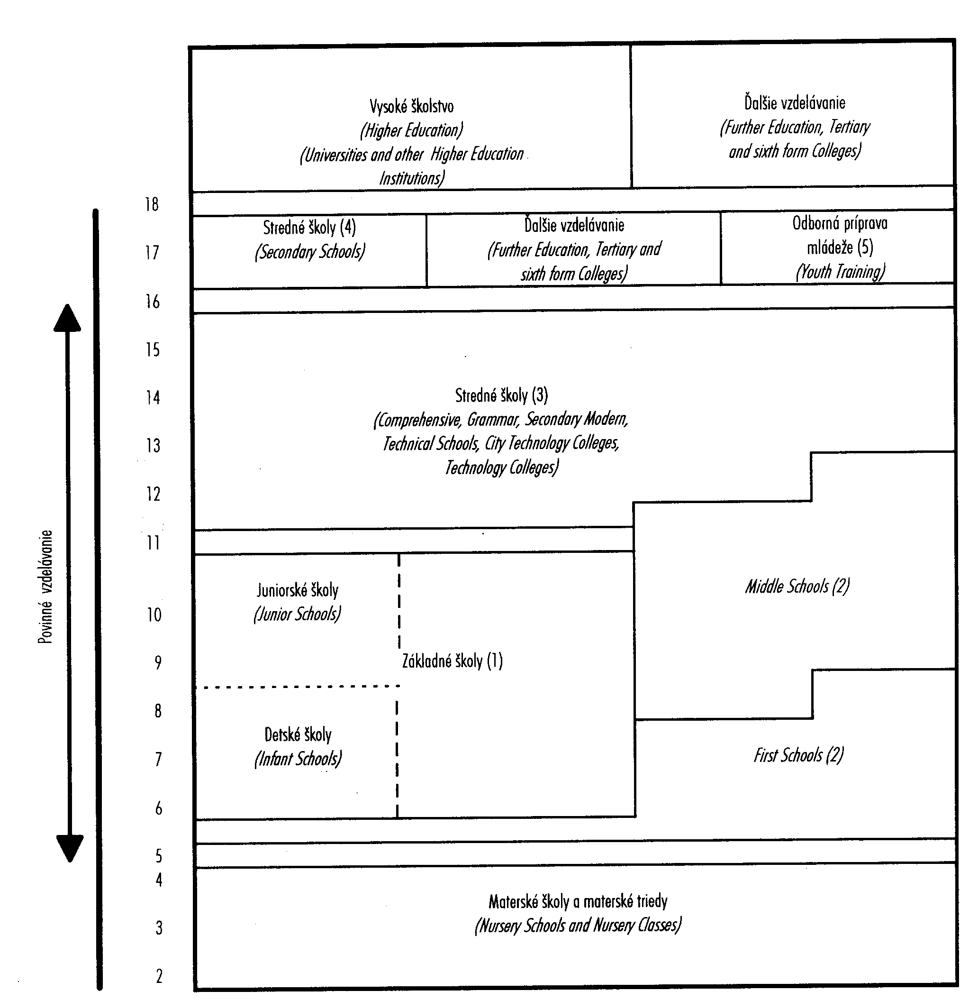 Vysoké školstvo
(Higher Education)
(Universities and other Higher Education
Institutions)
Ďalšie vzdelávanie
(Further Education, Tertiary
and sixth form Colleges)
18
Stredné školy (4)
(Secondary Schools)
Ďalšie vzdelávanie
(Further Education, Tertiary and
sixth form Colleges)
Odborná príprava
mládeže (5)
(Youth Training)
17
16
15
14
13
12
11
10
9
8
7
6
5
4
3
2
Povinné vzdelávanie
Stredné školy (3)
(Comprehensive, Grammar, Secondary Modern,
Technical Schools, City Technology Colleges,
Technology Colleges)
Juniorské školy
(Junior Schools)
Základné školy (1)
Middle Schools (2)
Detské školy
(Infant Schools)
First Schools (2)
Materské školy a materské triedy
(Nursery Schools and Nursery Classes)